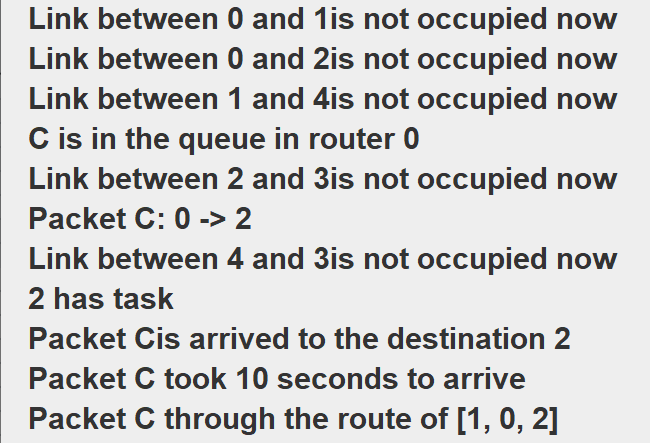 Link between 0 and 1is not occupied now
Link between 0 and 2is not occupied now
Link between 1 and 4is not occupied now
C is in the queue in router 0
Link between 2 and 3is not occupied now
Packet C: 0 -> 2
Link between 4 and 3is not occupied now
2 has task
Packet Cis arrived to the destination 2
Packet C took 10 seconds to arrive
Packet C through the route of [1, 0, 2]